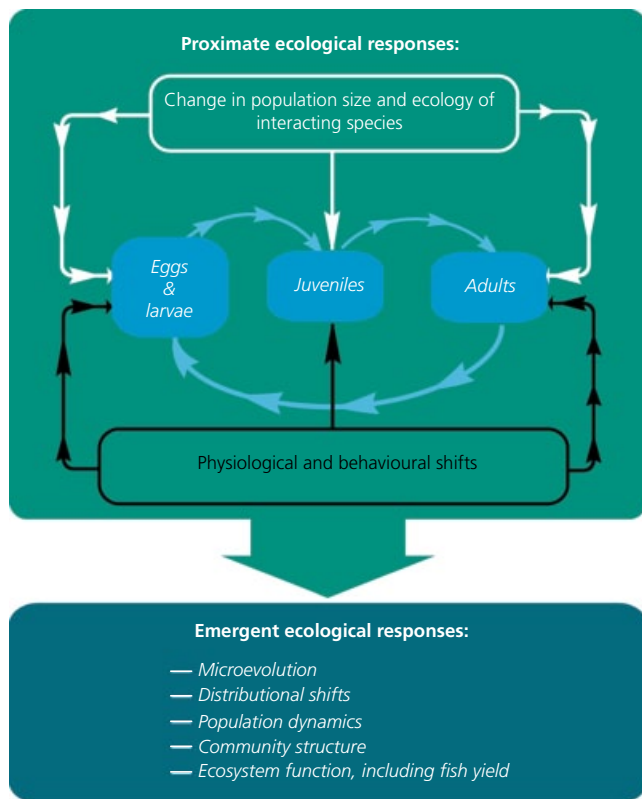 Proximate ecological responses:
Change in population size and ecology of
interacting species
Eggs
&
larvae
Juveniles
Adults
Physiological and behavioural shifts
Emergent ecological responses:
— Microevolution
— Distributional shifts
— Population dynamics
— Community structure
— Ecosystem function, including fish yield